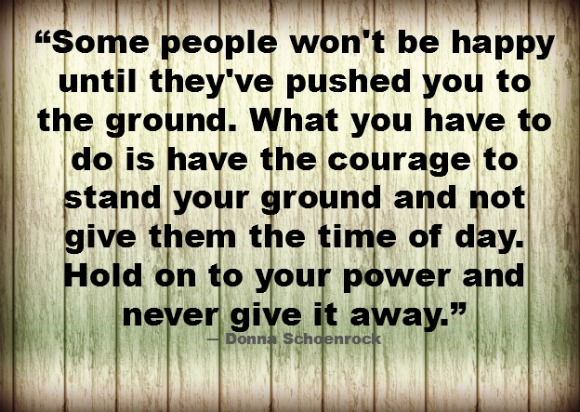 “Some people won't be happy
until they've pushed you to
the ground. What you have to
do is have the courage to
stand your ground and not
give them the time of day.
Hold on to your power and
never give it away.”
― Donna Schoenrock